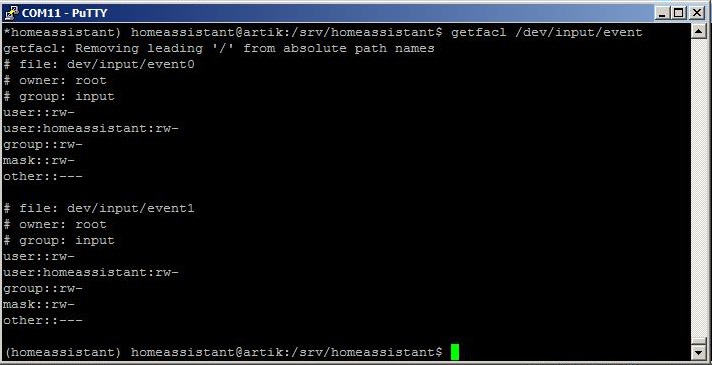 COM11 - PuTTY
*homeassistant) homeassistant@artik:/srv/homeassistant$ getfacl /dev/input/event
getfacl: Removing leading '/' from absolute path names
# file: dev/input/event0
# owner: root
# group: input
user::rw-
user:homeassistant:rw-
group::rw-
mask::rw-
other::---

# file: dev/input/event1
# owner: root
# group: input
user::rw-
user:homeassistant:rw-
group::rw-
mask::rw-
other::---

(homeassistant) homeassistant@artik:/srv/homeassistant$